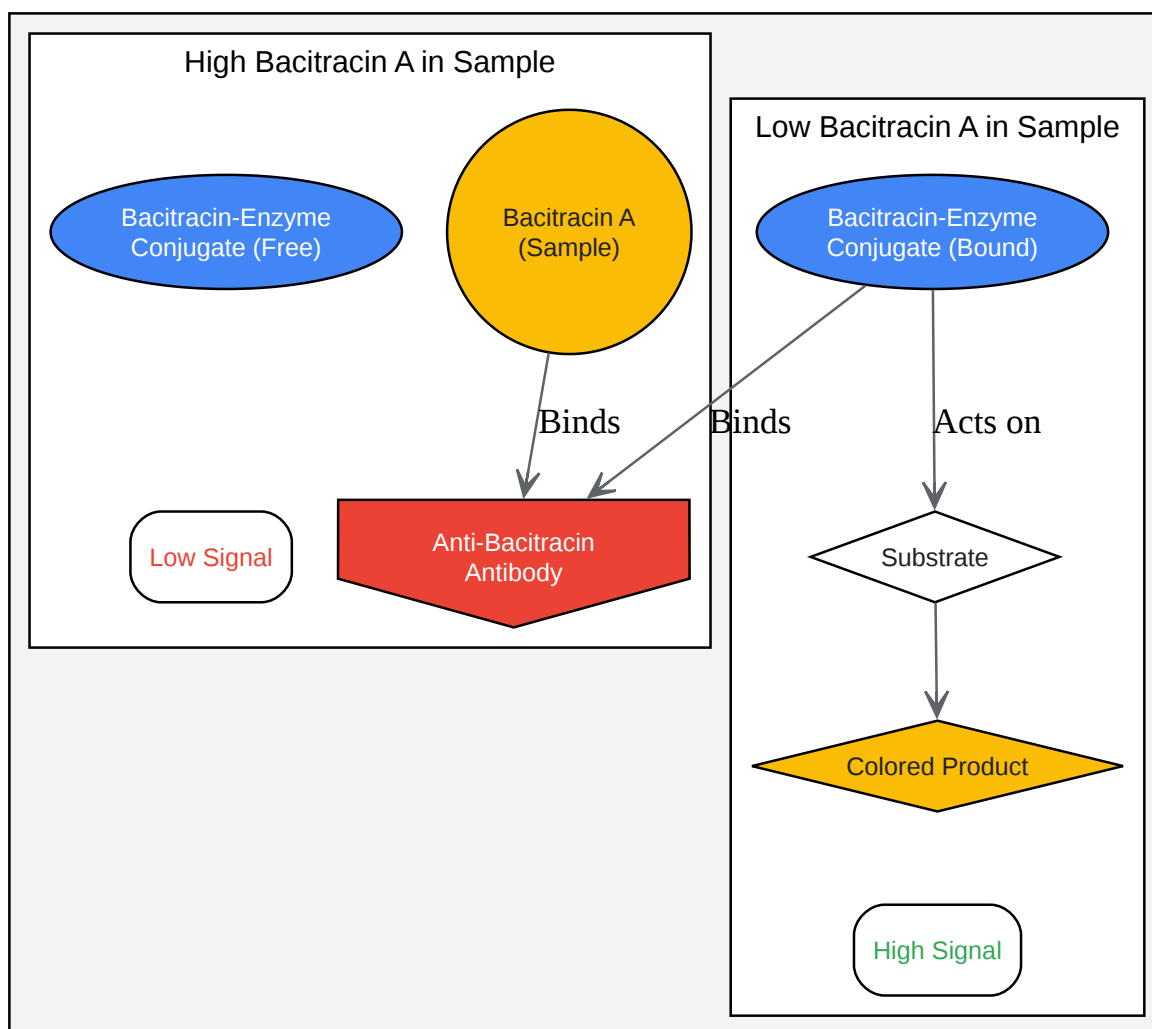 High Bacitracin A in Sample
Bacitracin-Enzyme
Conjugate (Free)
Bacitracin A
(Sample)
Binds
Low Signal
Anti-Bacitracin
Antibody
Low Bacitracin A in Sample
Bacitracin-Enzyme
Conjugate (Bound)
Binds
Acts on
Substrate
Colored Product
High Signal